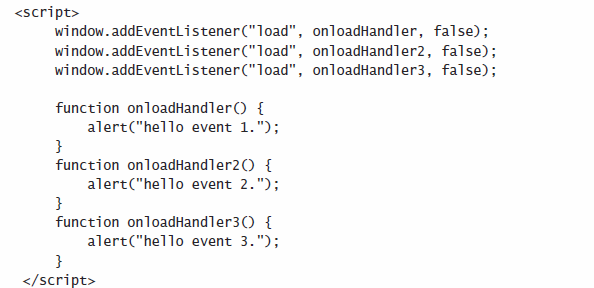 <script>
window.addEventListener("load", onloadHandler, false);
window.addEventListener("load", onloadHandler2, false);
window.addEventListener("load", onloadHandler3, false);
function onloadHandler() {
alert("hello event 1.");
}
function onloadHandler2() {
alert("hello event 2.");
}
function onloadHandler3() {
alert("hello event 3.");
}
</script>